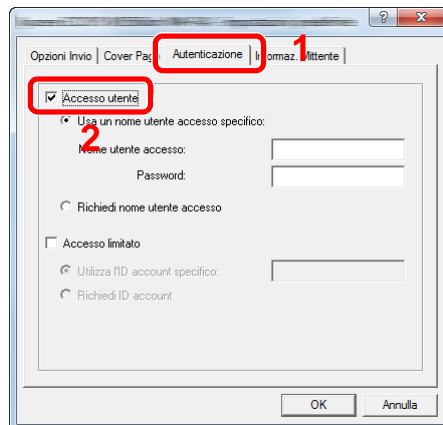 Opzioni Invio Cover Page Autenticazione Informaz. Mittente
1
Accesso utente
2
Usa un nome utente accesso specifico:
Nome utente accesso:
Password:
Richiedi nome utente accesso
Accesso limitato
Utilizza l'ID account specifico:
Richiedi ID account
OK Annulla